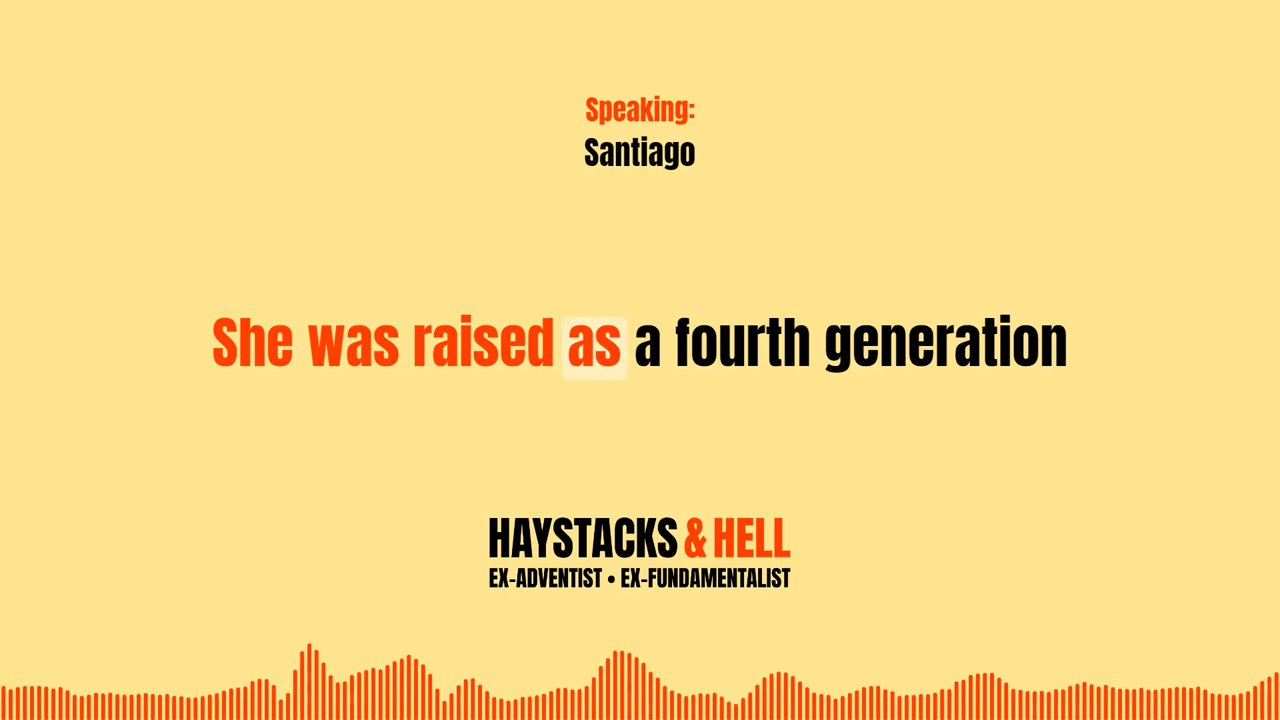 Speaking:
Santiago
She was raised as a fourth generation
HAYSTACKS & HELL
EX-ADVENTIST • EX-FUNDAMENTALIST